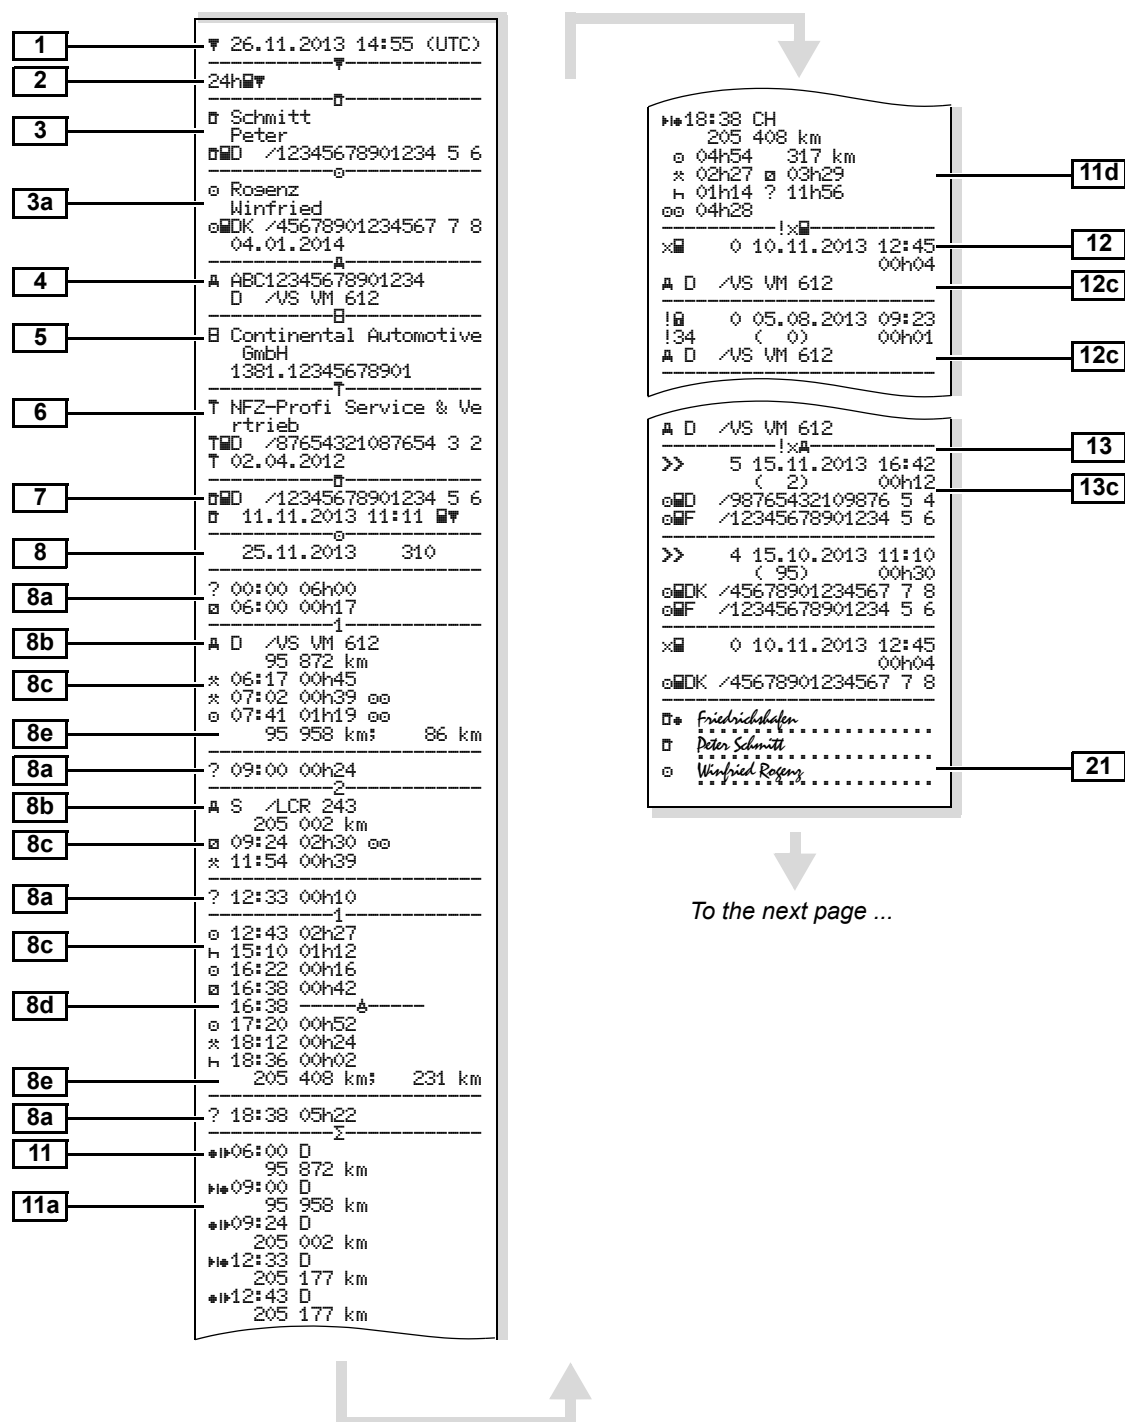 1
▼ 26.11.2013 14:55 (UTC)
2
24h
3
Schmitt
Peter
D /12345678901234 5 6
3a
Rogenz
Winfried
DK /45678901234567 7 8
04.01.2014
4
ABC12345678901234
D /VS VM 612
5
Continental Automotive
GmbH
1381.12345678901
6
T NFZ-Profi Service & Ve
rtrieb
TD /87654321087654 3 2
T 02.04.2012
7
D /12345678901234 5 6
11.11.2013 11:11
8
25.11.2013 310
8a
? 00:00 06h00
06:00 00h17
1
8b
D /VS VM 612
95 872 km
8c
06:17 00h45
07:02 00h39
07:41 01h19
8e
95 958 km; 86 km
8a
? 09:00 00h24
2
8b
S /LCR 243
205 002 km
8c
09:24 02h30
11:54 00h39
8a
? 12:33 00h10
1
8c
12:43 02h27
15:10 01h12
16:22 00h16
16:38 00h42
8d
16:38
17:20 00h52
18:12 00h24
18:36 00h02
8e
205 408 km; 231 km
8a
? 18:38 05h22
Σ
11
06:00 D
95 872 km
11a
09:00 D
95 958 km
09:24 D
205 002 km
12:33 D
205 177 km
12:43 D
205 177 km
18:38 CH
205 408 km
04h54 317 km
11d
02h27 03h29
01h14 ? 11h56
04h28
!x
12
x 0 10.11.2013 12:45
00h04
12c
D /VS VM 612
! 0 05.08.2013 09:23
!34 ( 0) 00h01
12c
D /VS VM 612
D /VS VM 612
13
!x
>> 5 15.11.2013 16:42
13c
( 2) 00h12
D /98765432109876 5 4
F /12345678901234 5 6
>> 4 15.10.2013 11:10
( 95) 00h30
DK /45678901234567 7 8
F /12345678901234 5 6
x 0 10.11.2013 12:45
00h04
DK /45678901234567 7 8
Friedrichshafen
Peter Schmitt
21
Winfried Rogenz
To the next page ...